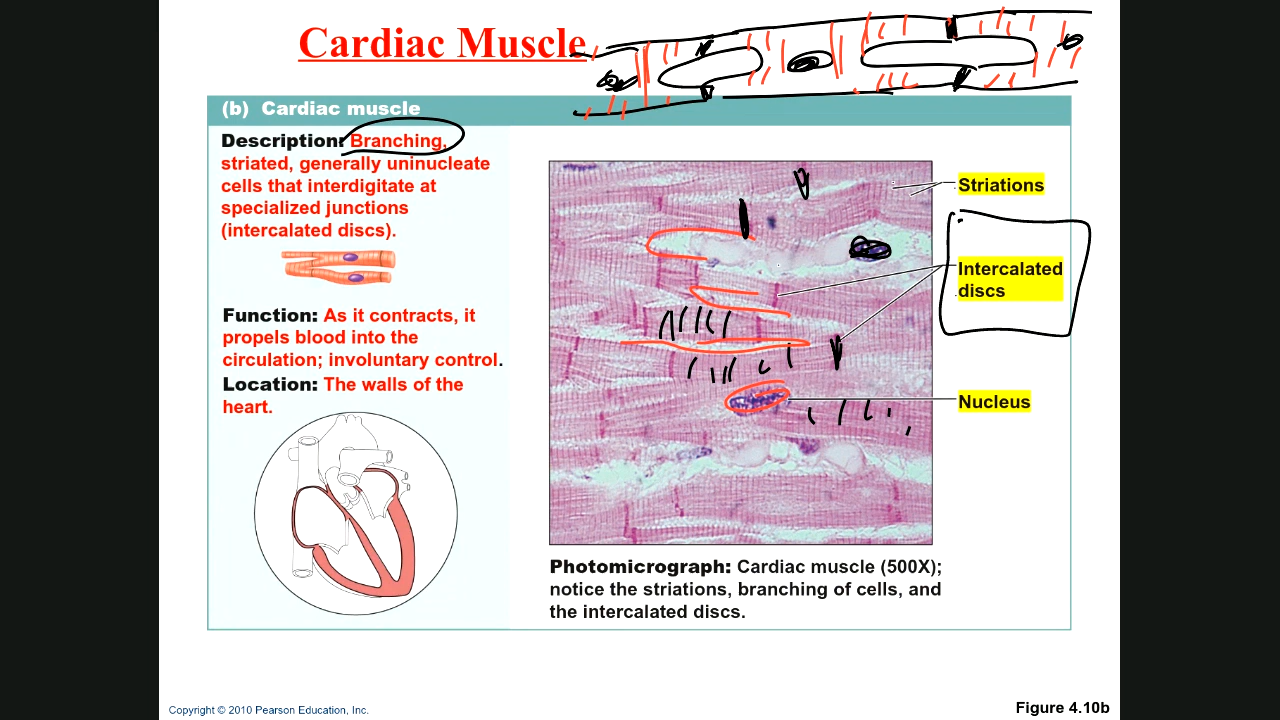 Cardiac Muscle
(b) Cardiac muscle
Description: Branching,
striated, generally uninucleate
cells that interdigitate at
specialized junctions
(intercalated discs).
Function: As it contracts, it
propels blood into the
circulation; involuntary control.
Location: The walls of the
heart.
Striations
Intercalated
discs
Nucleus
Photomicrograph: Cardiac muscle (500X);
notice the striations, branching of cells, and
the intercalated discs.
Copyright © 2010 Pearson Education, Inc.
Figure 4.10b